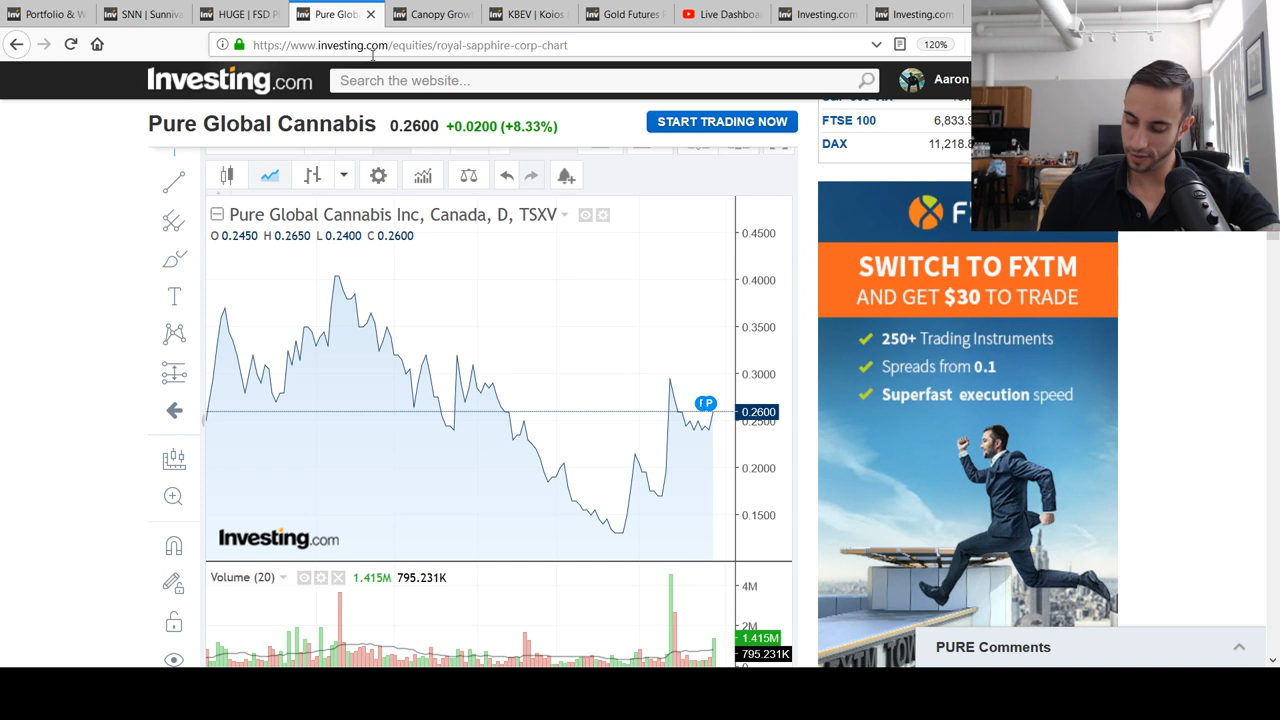 Portfolio & W
SNN | Sunniva
HUGE | FSD P
Pure Globa
Canopy Grow
KBEV | Koios
Gold Futures P
Live Dashboa
Investing.com
Investing.com
https://www.investing.com/equities/royal-sapphire-corp-chart
120%
Investing.com
Search the website...
Aaron
Pure Global Cannabis 0.2600 +0.0200 (+8.33%)
START TRADING NOW
FTSE 100 6,833.9
DAX 11,218.8
Pure Global Cannabis Inc, Canada, D, TSXV
O 0.2450 H 0.2650 L 0.2400 C 0.2600
0.4500
0.4000
0.3500
0.3000
0.2600
0.2500
0.2000
0.1500
P
Investing.com
Volume (20) 1.415M 795.231K
4M
2M
1.415M
795.231K
0
SWITCH TO FXTM
AND GET $30 TO TRADE
250+ Trading Instruments
Spreads from 0.1
Superfast execution speed
PURE Comments